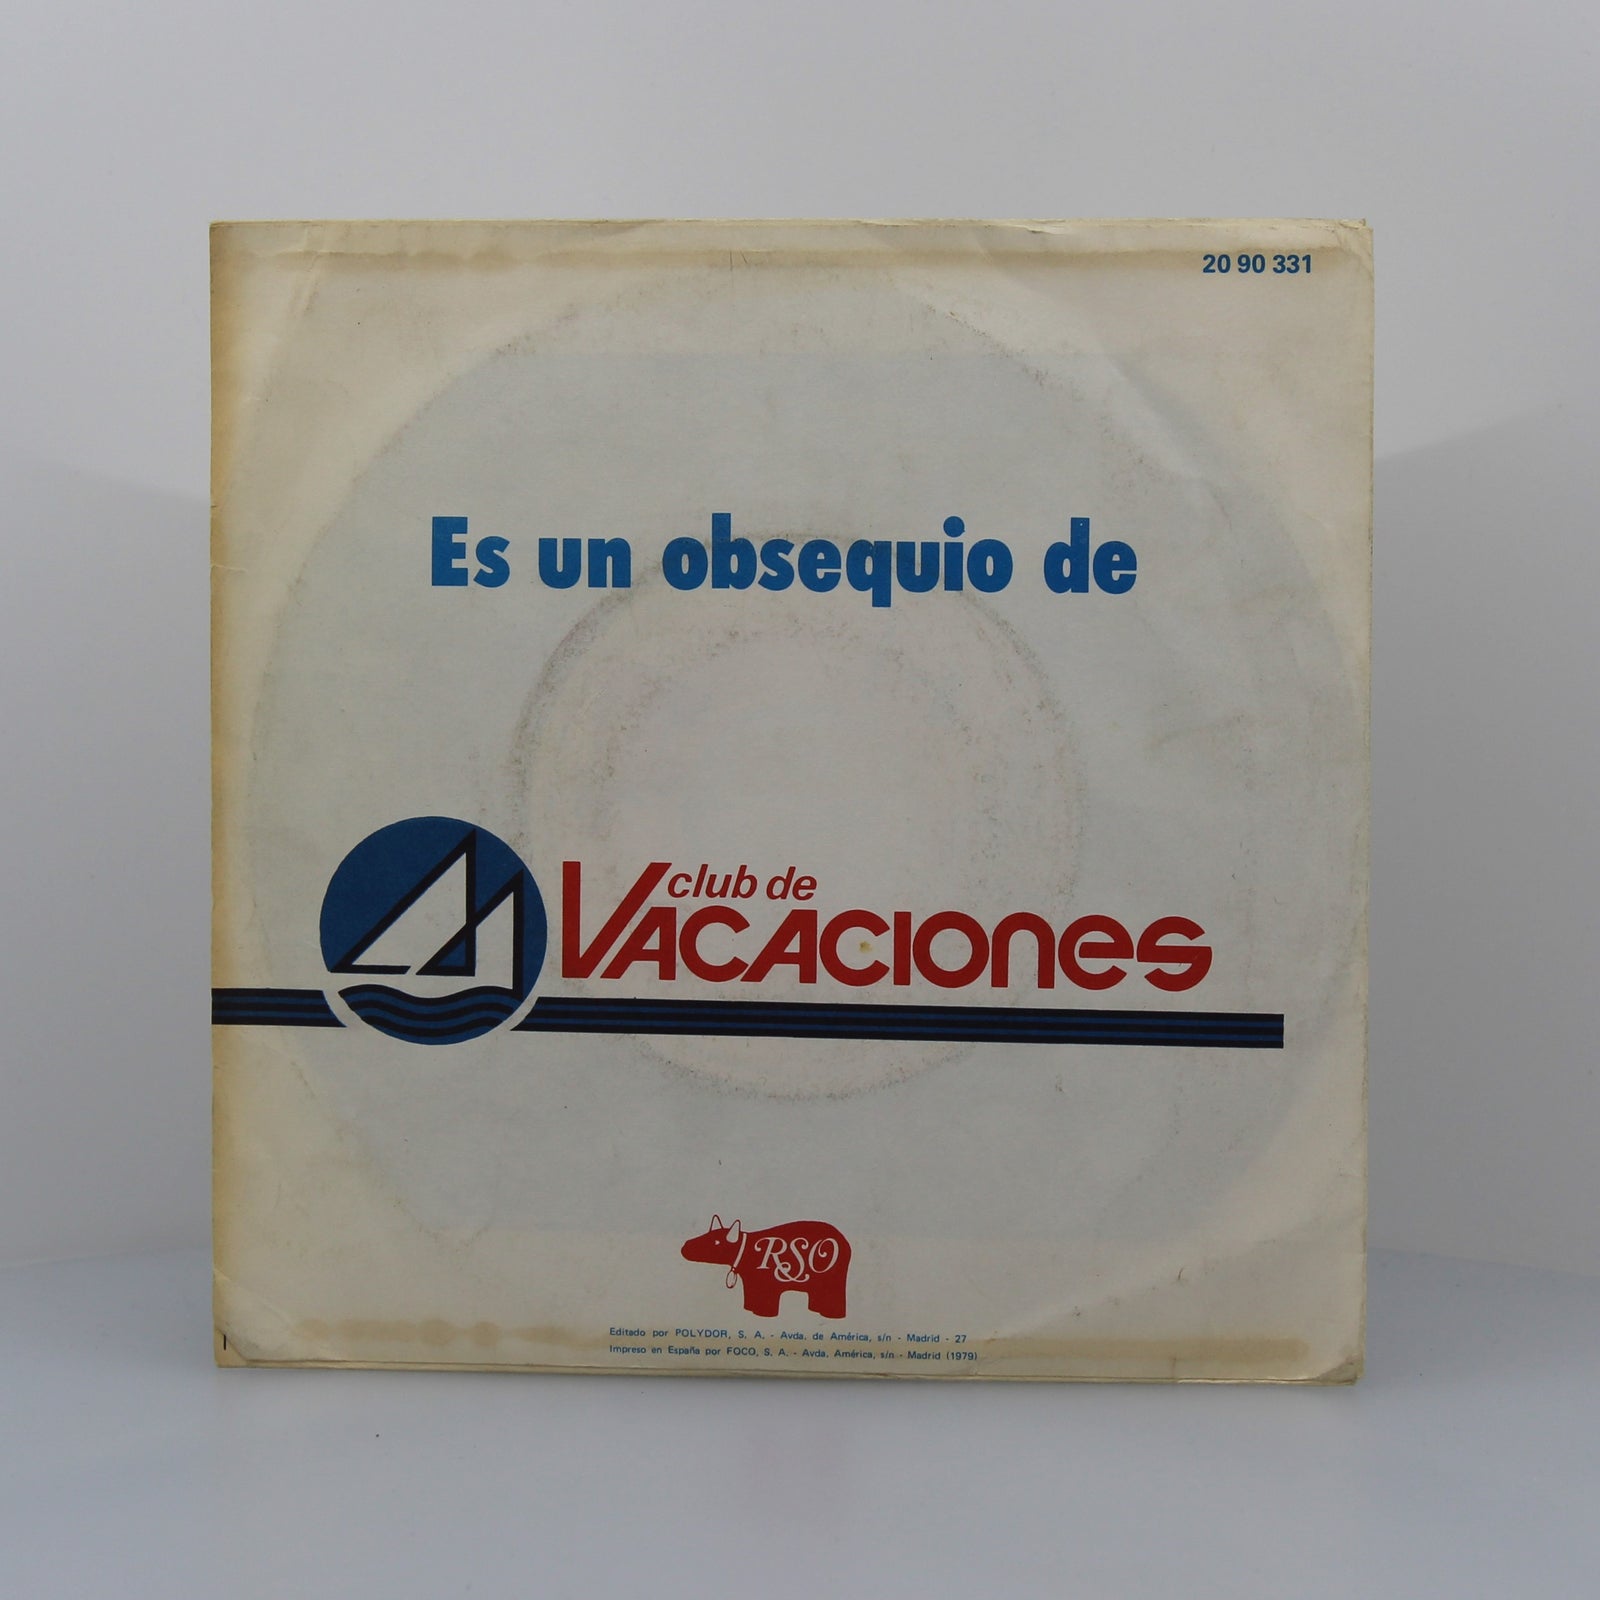 20 90 331
Es un obsequio de
club de
VACACIONES
RSO
Editado por POLYDOR, S. A. - Avda. de América, s/n - Madrid - 27
Impreso en España por FOCO, S. A. - Avda. América, s/n - Madrid (1979)